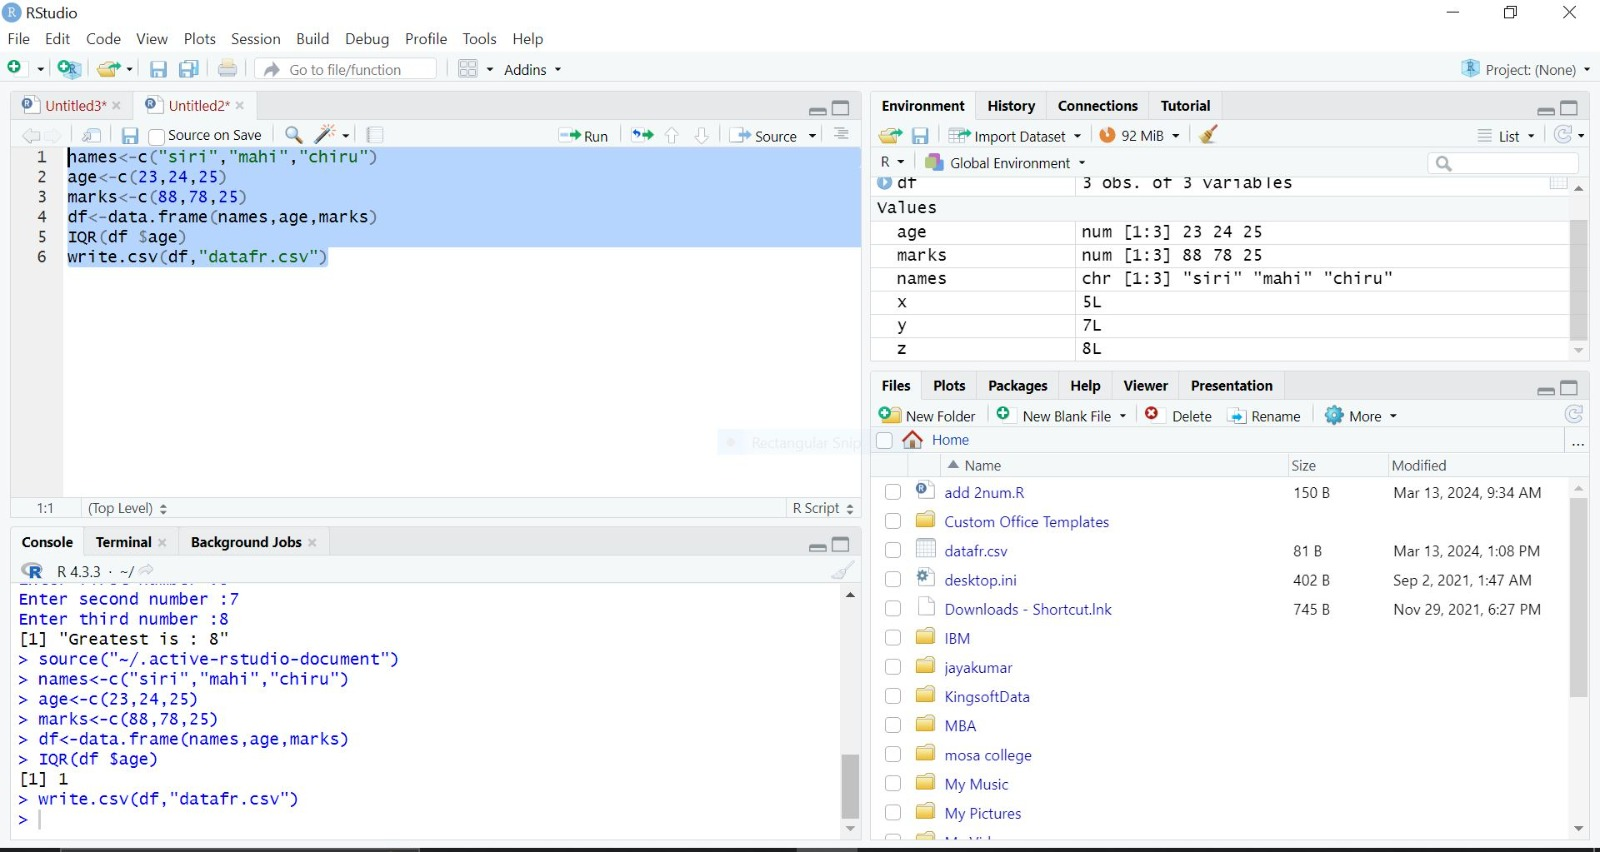 RStudio
File Edit Code View Plots Session Build Debug Profile Tools Help
Go to file/function Addins Project: (None)
Untitled3* Untitled2*
Source on Save Run Source
1 names<-c("siri","mahi","chiru")
2 age<-c(23,24,25)
3 marks<-c(88,78,25)
4 df<-data.frame(names,age,marks)
5 IQR(df $age)
6 write.csv(df,"datafr.csv")
Rectangular Snip
1:1 (Top Level) R Script
Console Terminal Background Jobs
R 4.3.3 · ~/
Enter second number :7
Enter third number :8
[1] "Greatest is : 8"
> source("~/.active-rstudio-document")
> names<-c("siri","mahi","chiru")
> age<-c(23,24,25)
> marks<-c(88,78,25)
> df<-data.frame(names,age,marks)
> IQR(df $age)
[1] 1
> write.csv(df,"datafr.csv")
>
Environment History Connections Tutorial
Import Dataset 92 MiB List
R Global Environment
df 3 obs. of 3 variables
Values
age num [1:3] 23 24 25
marks num [1:3] 88 78 25
names chr [1:3] "siri" "mahi" "chiru"
x 5L
y 7L
z 8L
Files Plots Packages Help Viewer Presentation
New Folder New Blank File Delete Rename More
Home ...
Name Size Modified
add 2num.R 150 B Mar 13, 2024, 9:34 AM
Custom Office Templates
datafr.csv 81 B Mar 13, 2024, 1:08 PM
desktop.ini 402 B Sep 2, 2021, 1:47 AM
Downloads - Shortcut.lnk 745 B Nov 29, 2021, 6:27 PM
IBM
jayakumar
KingsoftData
MBA
mosa college
My Music
My Pictures